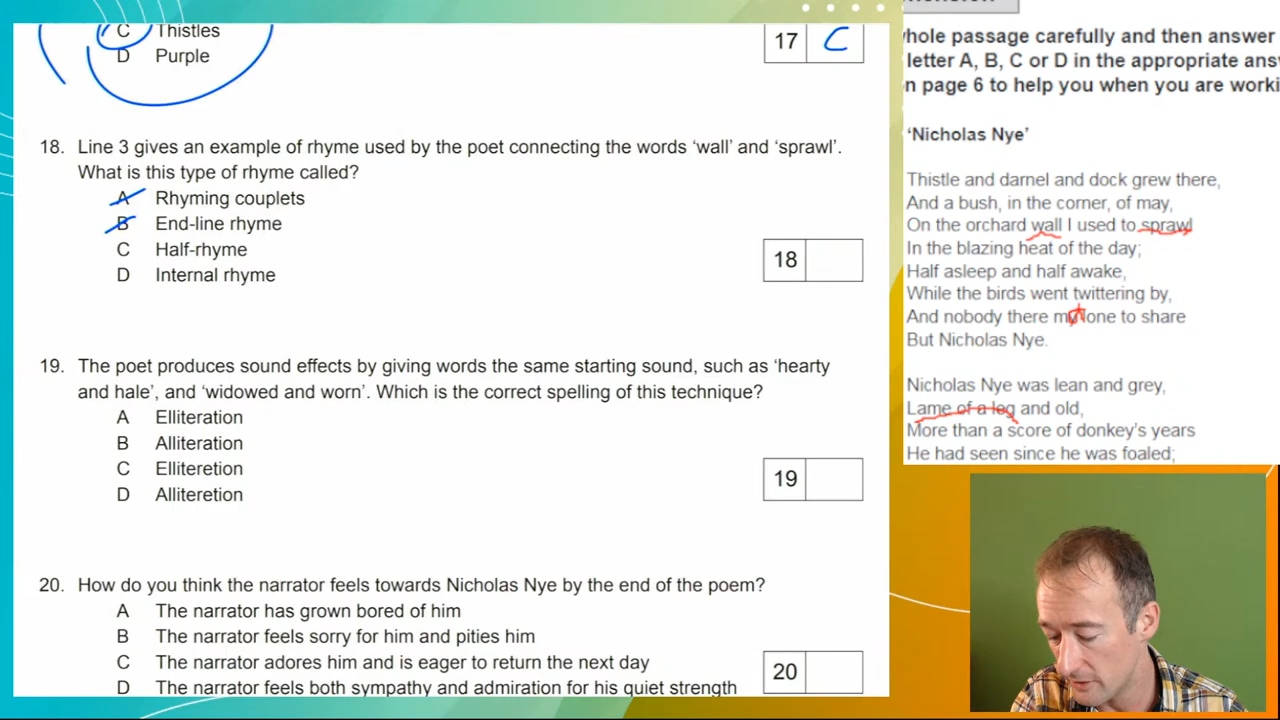 C Thistles
D Purple
17 C
18. Line 3 gives an example of rhyme used by the poet connecting the words ‘wall’ and ‘sprawl’.
What is this type of rhyme called?
A Rhyming couplets
B End-line rhyme
C Half-rhyme
D Internal rhyme
18
19. The poet produces sound effects by giving words the same starting sound, such as ‘hearty
and hale’, and ‘widowed and worn’. Which is the correct spelling of this technique?
A Elliteration
B Alliteration
C Elliteretion
D Alliteretion
19
20. How do you think the narrator feels towards Nicholas Nye by the end of the poem?
A The narrator has grown bored of him
B The narrator feels sorry for him and pities him
C The narrator adores him and is eager to return the next day
D The narrator feels both sympathy and admiration for his quiet strength
20
whole passage carefully and then answer
letter A, B, C or D in the appropriate ans
on page 6 to help you when you are worki
‘Nicholas Nye’
Thistle and darnel and dock grew there,
And a bush, in the corner, of may,
On the orchard wall I used to sprawl
In the blazing heat of the day;
Half asleep and half awake,
While the birds went twittering by,
And nobody there my lone to share
But Nicholas Nye.
Nicholas Nye was lean and grey,
Lame of a leg and old,
More than a score of donkey’s years
He had seen since he was foaled;